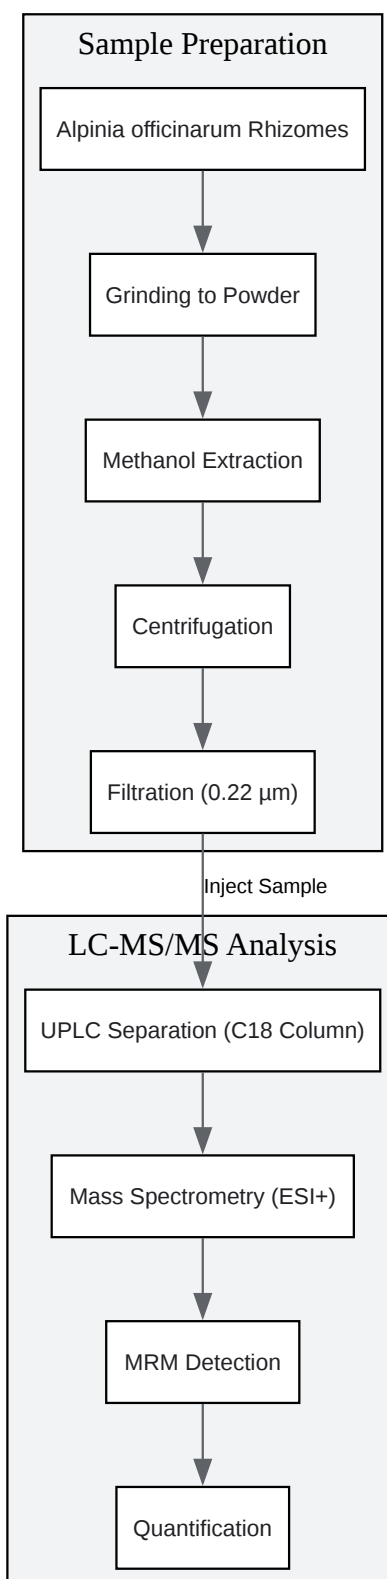 Sample Preparation
Alpinia officinarum Rhizomes
Grinding to Powder
Methanol Extraction
Centrifugation
Filtration (0.22 µm)
Inject Sample
LC-MS/MS Analysis
UPLC Separation (C18 Column)
Mass Spectrometry (ESI+)
MRM Detection
Quantification